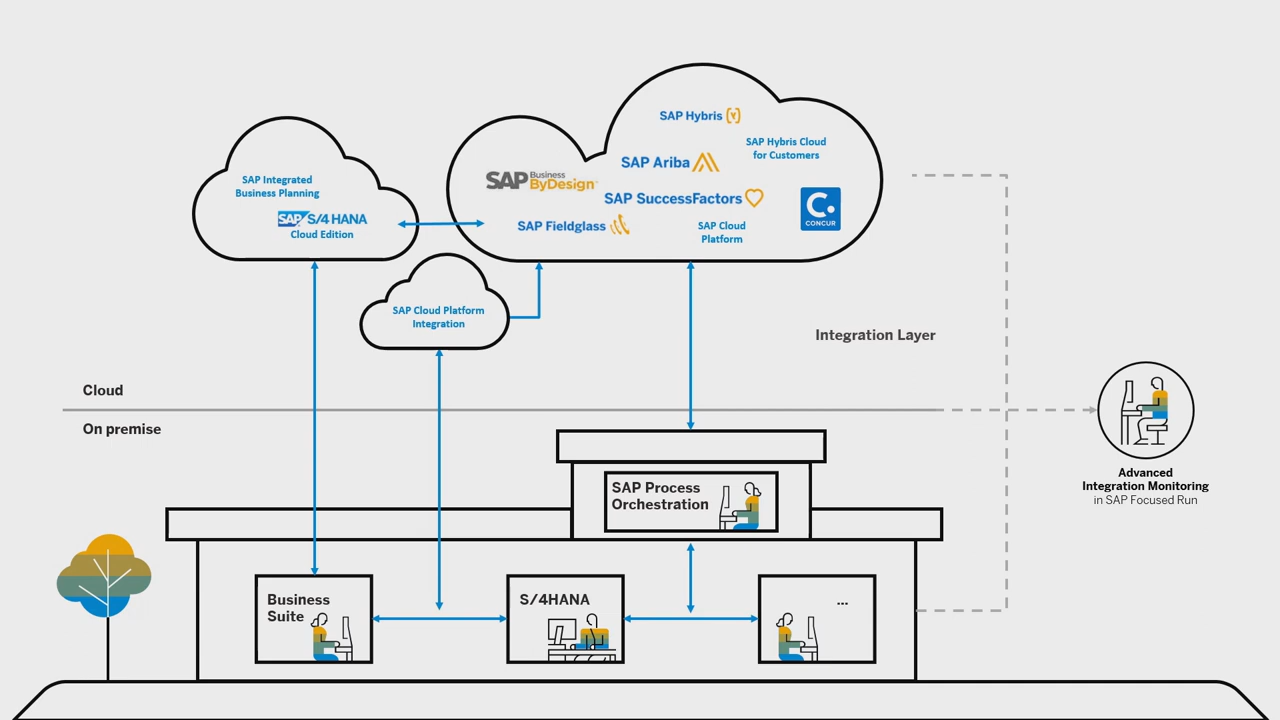 SAP Hybris
SAP Hybris Cloud
for Customers
SAP Ariba
SAP Business
ByDesign
SAP SuccessFactors
C.
CONCUR
SAP Fieldglass
SAP Cloud
Platform
SAP Integrated
Business Planning
SAP S/4 HANA
Cloud Edition
SAP Cloud Platform
Integration
Integration Layer
Cloud
On premise
Advanced
Integration Monitoring
in SAP Focused Run
SAP Process
Orchestration
Business
Suite
S/4HANA
...